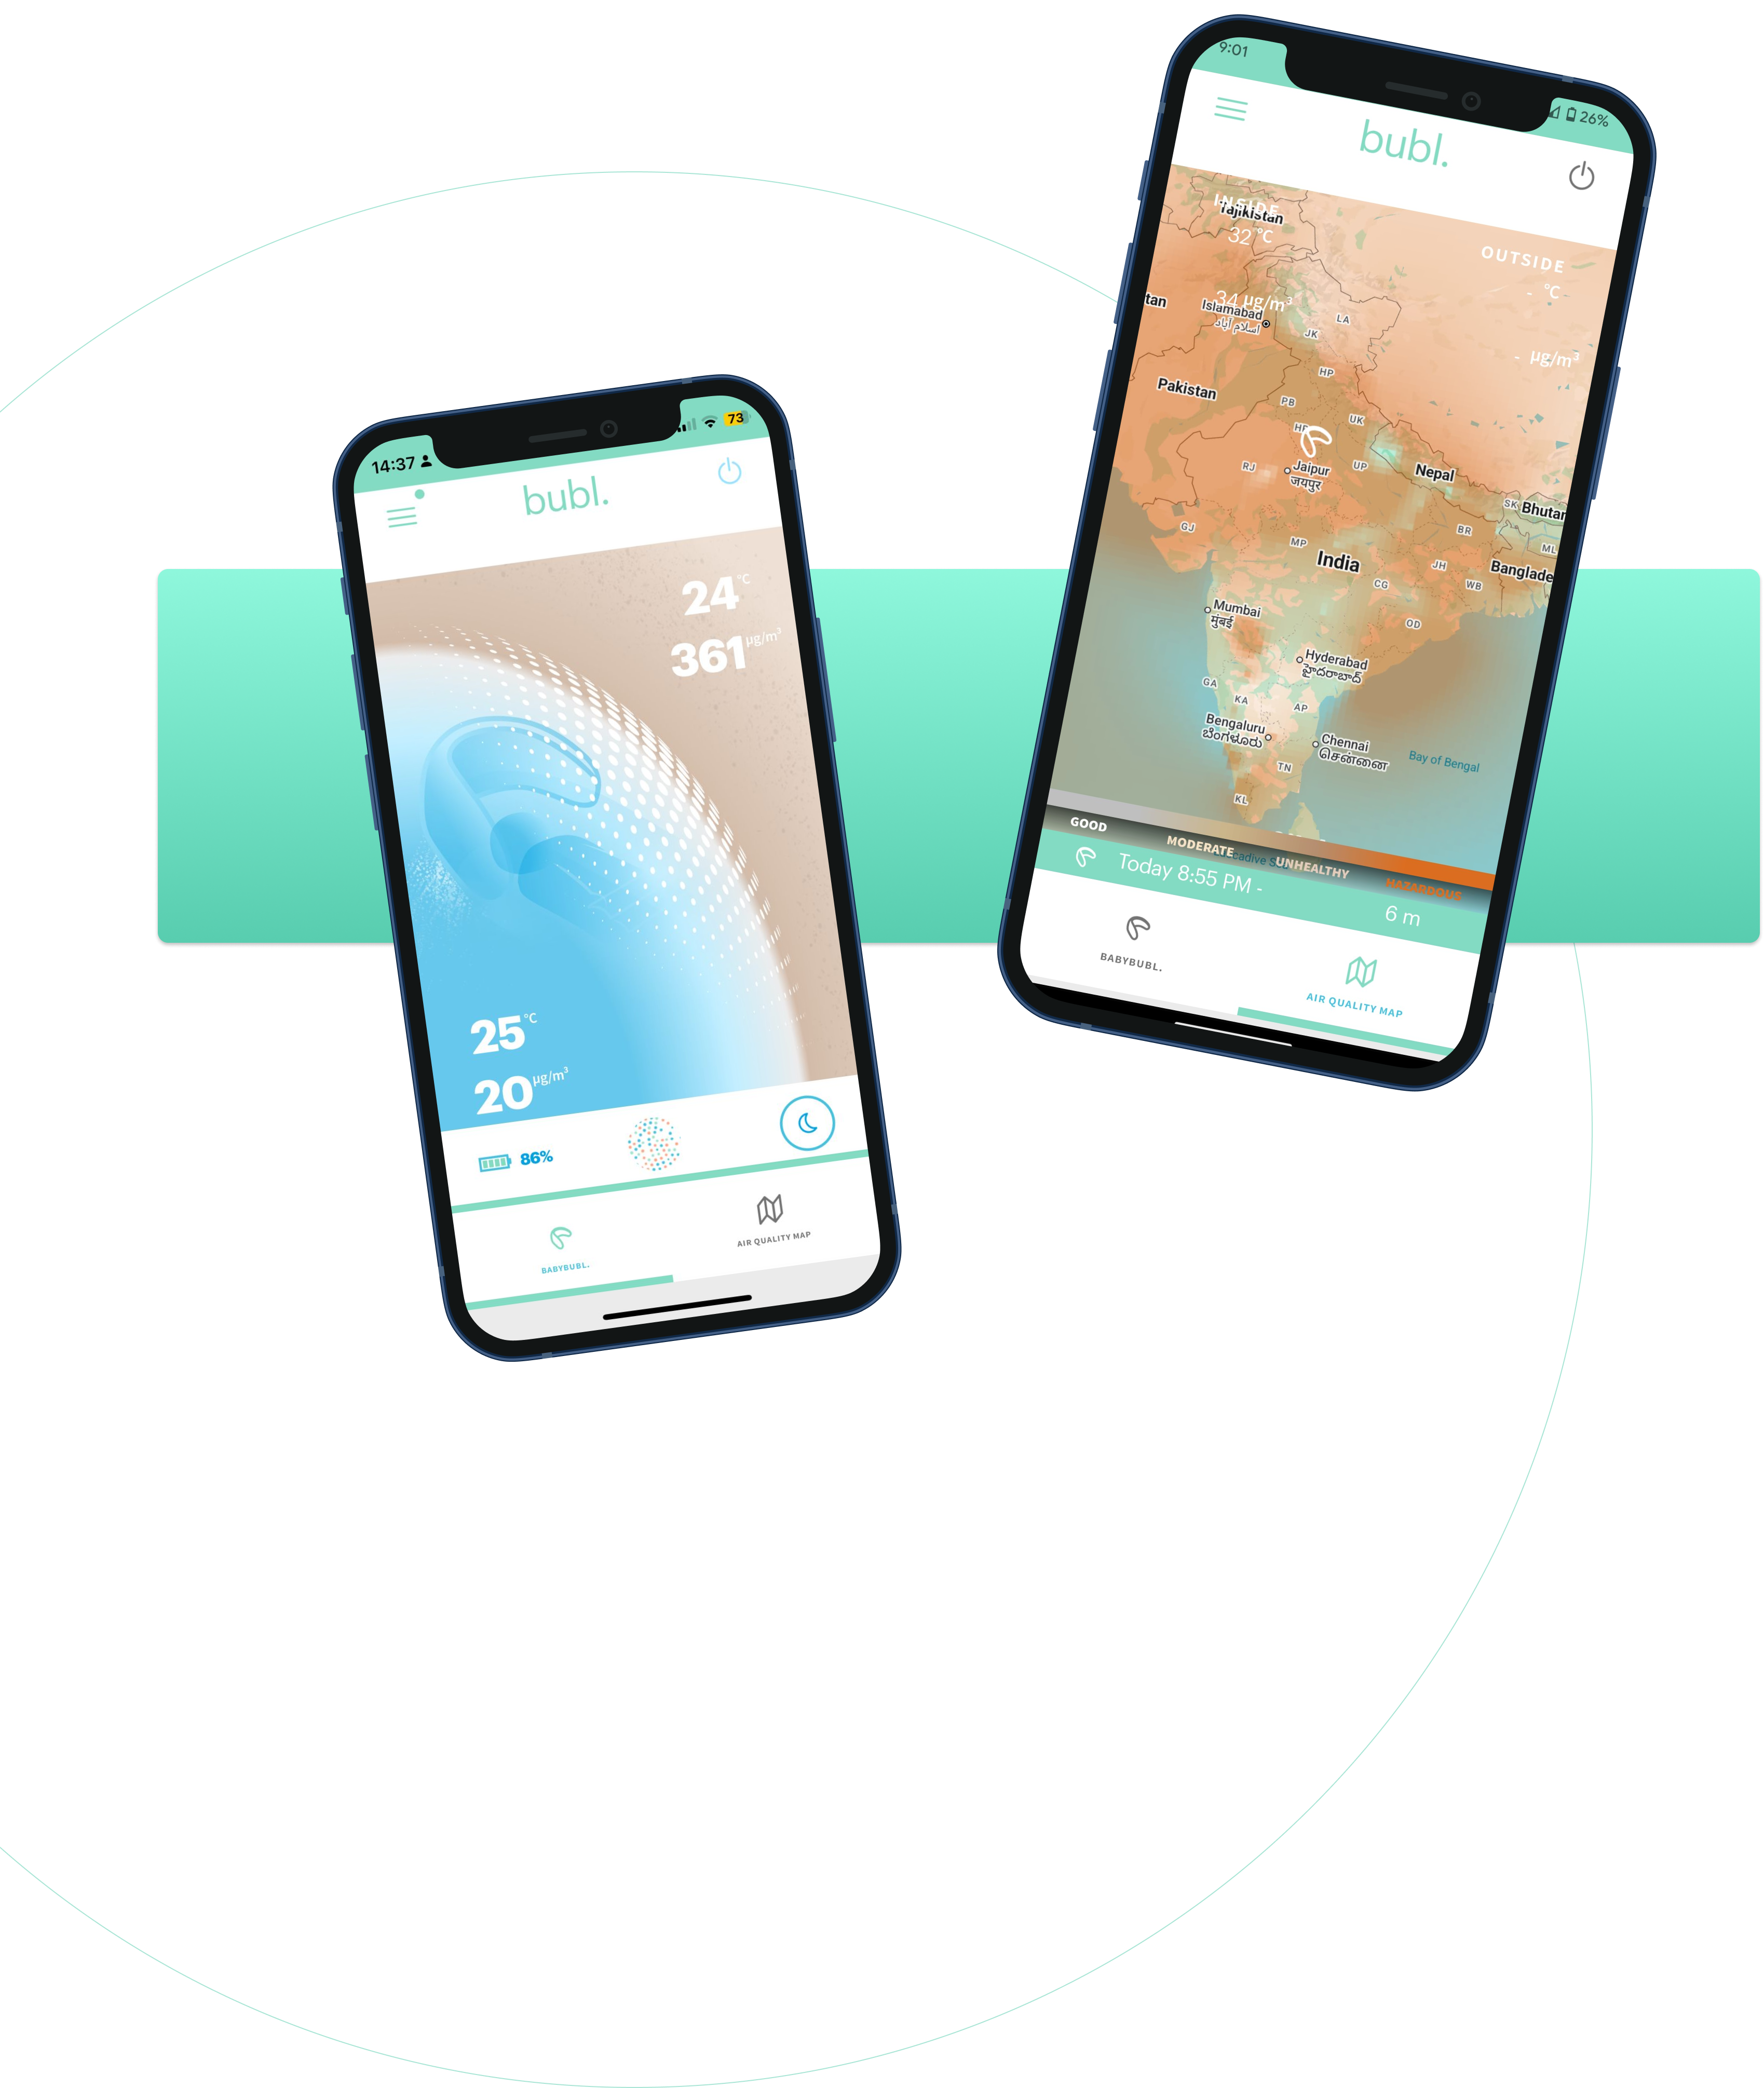 14:37
73
bubl.
24 °C
361 µg/m³
25 °C
20 µg/m³
86%
BABYBUBL.
AIR QUALITY MAP
9:01
26%
bubl.
INSIDE
Tajikistan
32 °C
OUTSIDE
- °C
34 µg/m³
- µg/m³
tan
Islamabad
اسلام آباد
LA
JK
HP
Pakistan
PB
UK
HR
RJ
Jaipur
जयपुर
UP
Nepal
SK
Bhutan
GJ
MP
BR
ML
India
JH
Banglade
CG
WB
Mumbai
मुंबई
OD
Hyderabad
హైదరాబాద్
GA
KA
AP
Bengaluru
ಬೆಂಗಳೂರು
Chennai
சென்னை
Bay of Bengal
TN
KL
GOOD
MODERATE
UNHEALTHY
HAZARDOUS
Today 8:55 PM -
6 m
BABYBUBL.
AIR QUALITY MAP